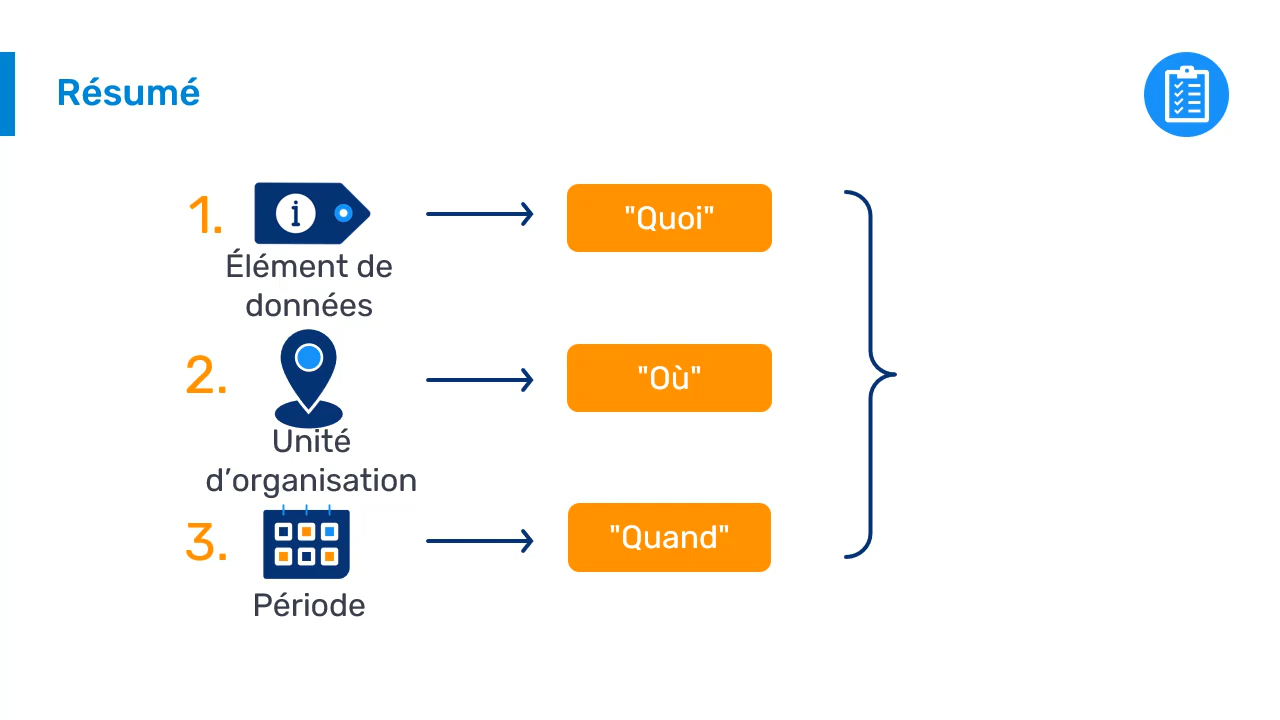 Résumé
1.
Élément de
données
"Quoi"
2.
Unité
d’organisation
"Où"
3.
Période
"Quand"